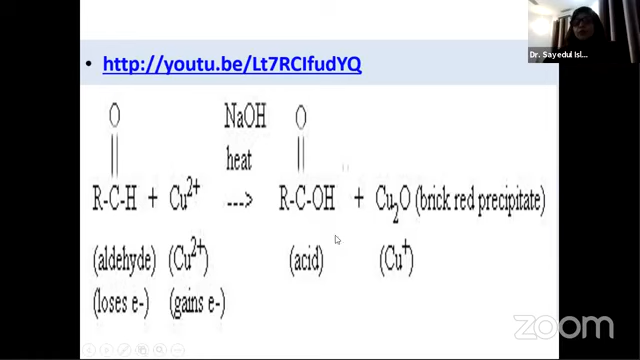 • http://youtu.be/Lt7RCIfudYQ
Dr. Sayedul Isl...
O NaOH O
|| heat ||
R-C-H + Cu2+ ---> R-C-OH + Cu2O (brick red precipitate)
(aldehyde) (Cu2+) (acid) (Cu+)
(loses e-) (gains e-)
zoom